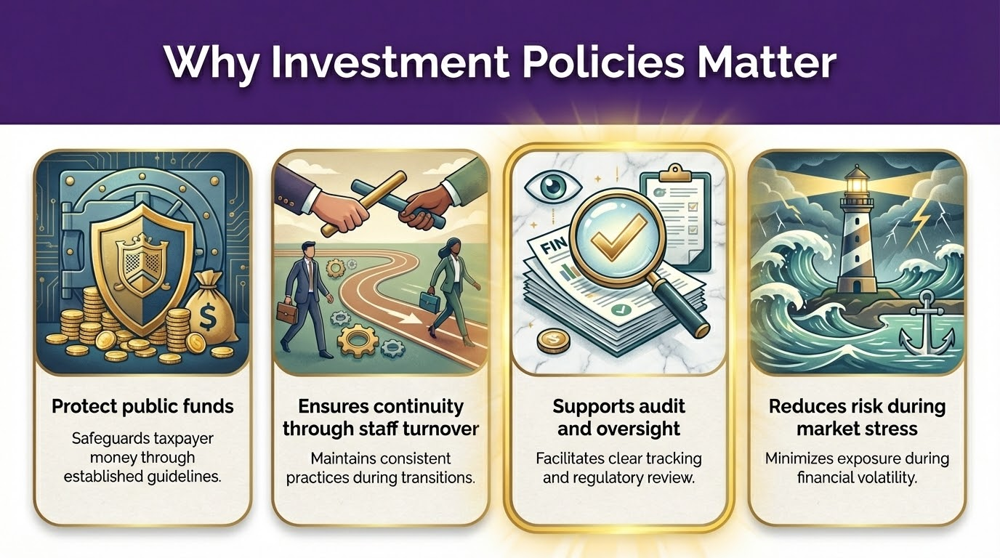 Why Investment Policies Matter
FIN
$
$
Protect public funds
Safeguards taxpayer
money through
established guidelines.
Ensures continuity
through staff turnover
Maintains consistent
practices during transitions.
Supports audit
and oversight
Facilitates clear tracking
and regulatory review.
Reduces risk during
market stress
Minimizes exposure during
financial volatility.